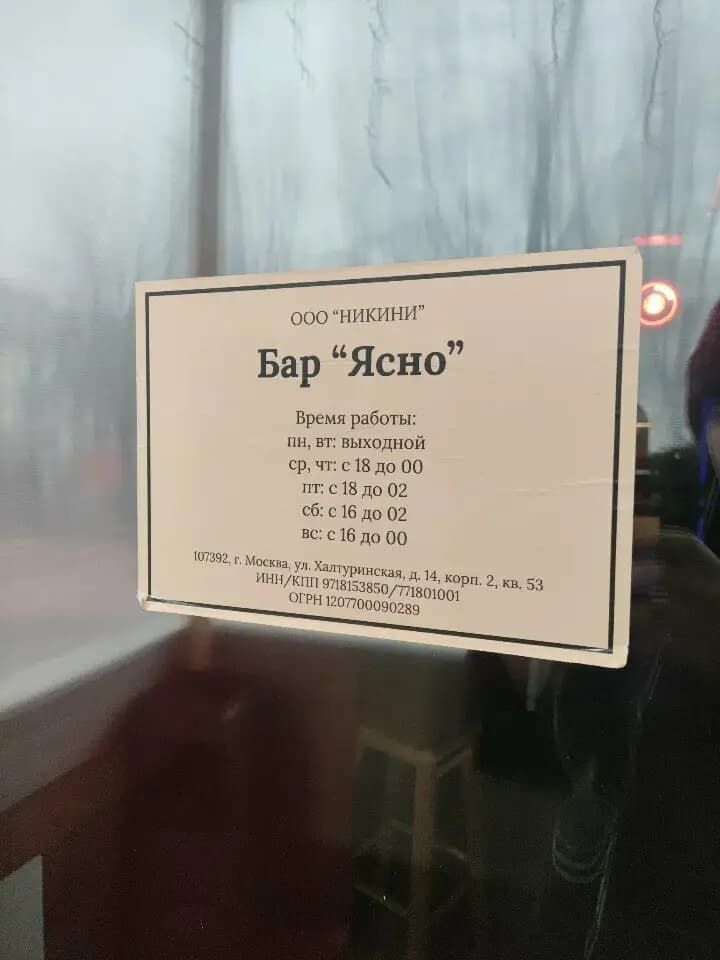 ООО “НИКИНИ”
Бар “Ясно”
Время работы:
пн, вт: выходной
ср, чт: с 18 до 00
пт: с 18 до 02
сб: с 16 до 02
вс: с 16 до 00
107392, г. Москва, ул. Халтуринская, д. 14, корп. 2, кв. 53
ИНН/КПП 9718153850/771801001
ОГРН 1207700090289